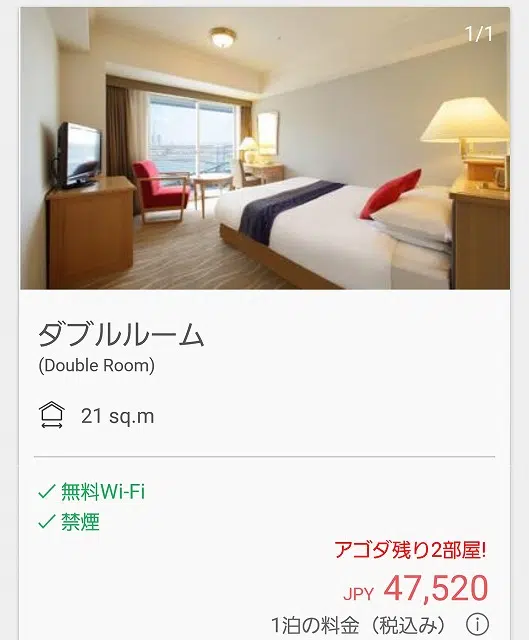 1/1
ダブルルーム
(Double Room)
21 sq.m
無料Wi-Fi
禁煙
アゴダ残り2部屋!
JPY 47,520
1泊の料金（税込み）